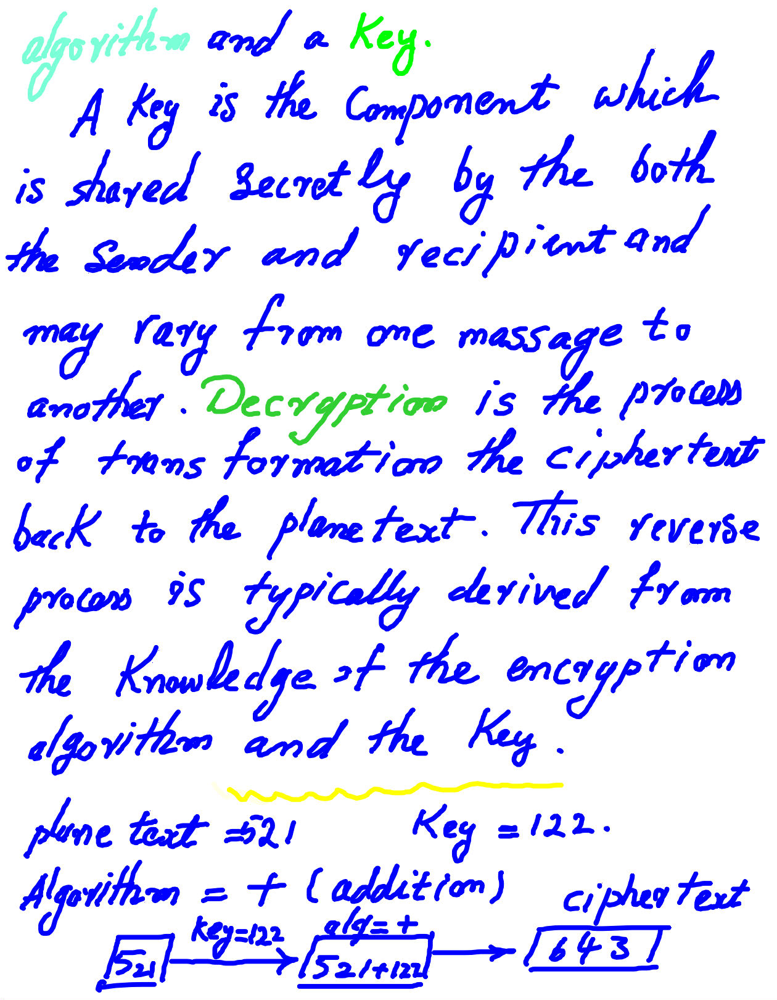 algorithm and a Key.
A Key is the Component which
is shared Secretly by the both
the Sender and recipient and
may vary from one massage to
another. Decryption is the process
of transformation the ciphertext
back to the plane text. This reverse
process is typically derived from
the Knowledge of the encryption
algorithm and the Key.
plane text =521 Key = 122.
Algorithm = + (addition) ciphertext
Key=122 alg=+
521 521+122 643